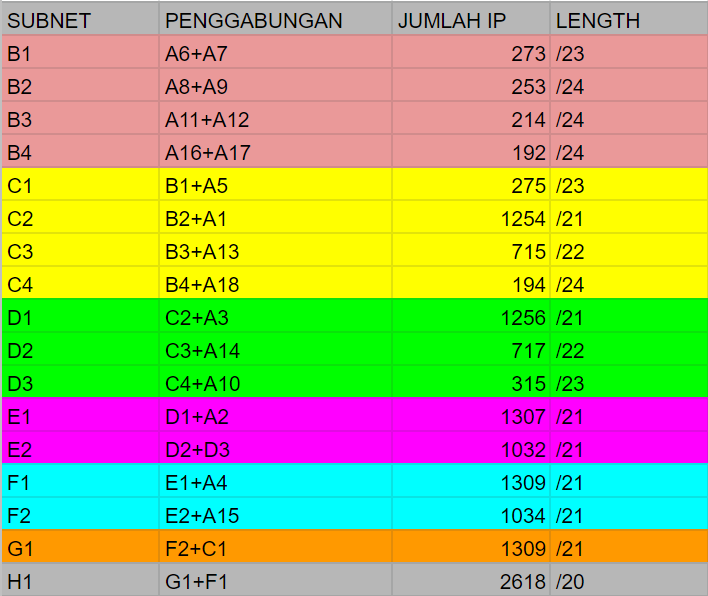 SUBNET PENGGABUNGAN JUMLAH IP LENGTH
B1 A6+A7 273 /23
B2 A8+A9 253 /24
B3 A11+A12 214 /24
B4 A16+A17 192 /24
C1 B1+A5 275 /23
C2 B2+A1 1254 /21
C3 B3+A13 715 /22
C4 B4+A18 194 /24
D1 C2+A3 1256 /21
D2 C3+A14 717 /22
D3 C4+A10 315 /23
E1 D1+A2 1307 /21
E2 D2+D3 1032 /21
F1 E1+A4 1309 /21
F2 E2+A15 1034 /21
G1 F2+C1 1309 /21
H1 G1+F1 2618 /20